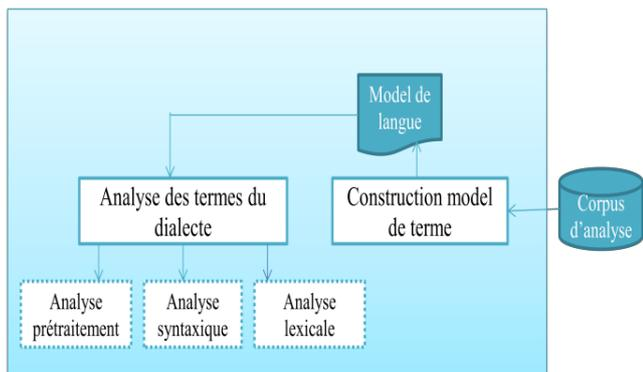 Model de
langue
Analyse des termes du
dialecte
Construction model
de terme
Corpus
d'analyse
Analyse
prétraitement
Analyse
syntaxique
Analyse
lexicale